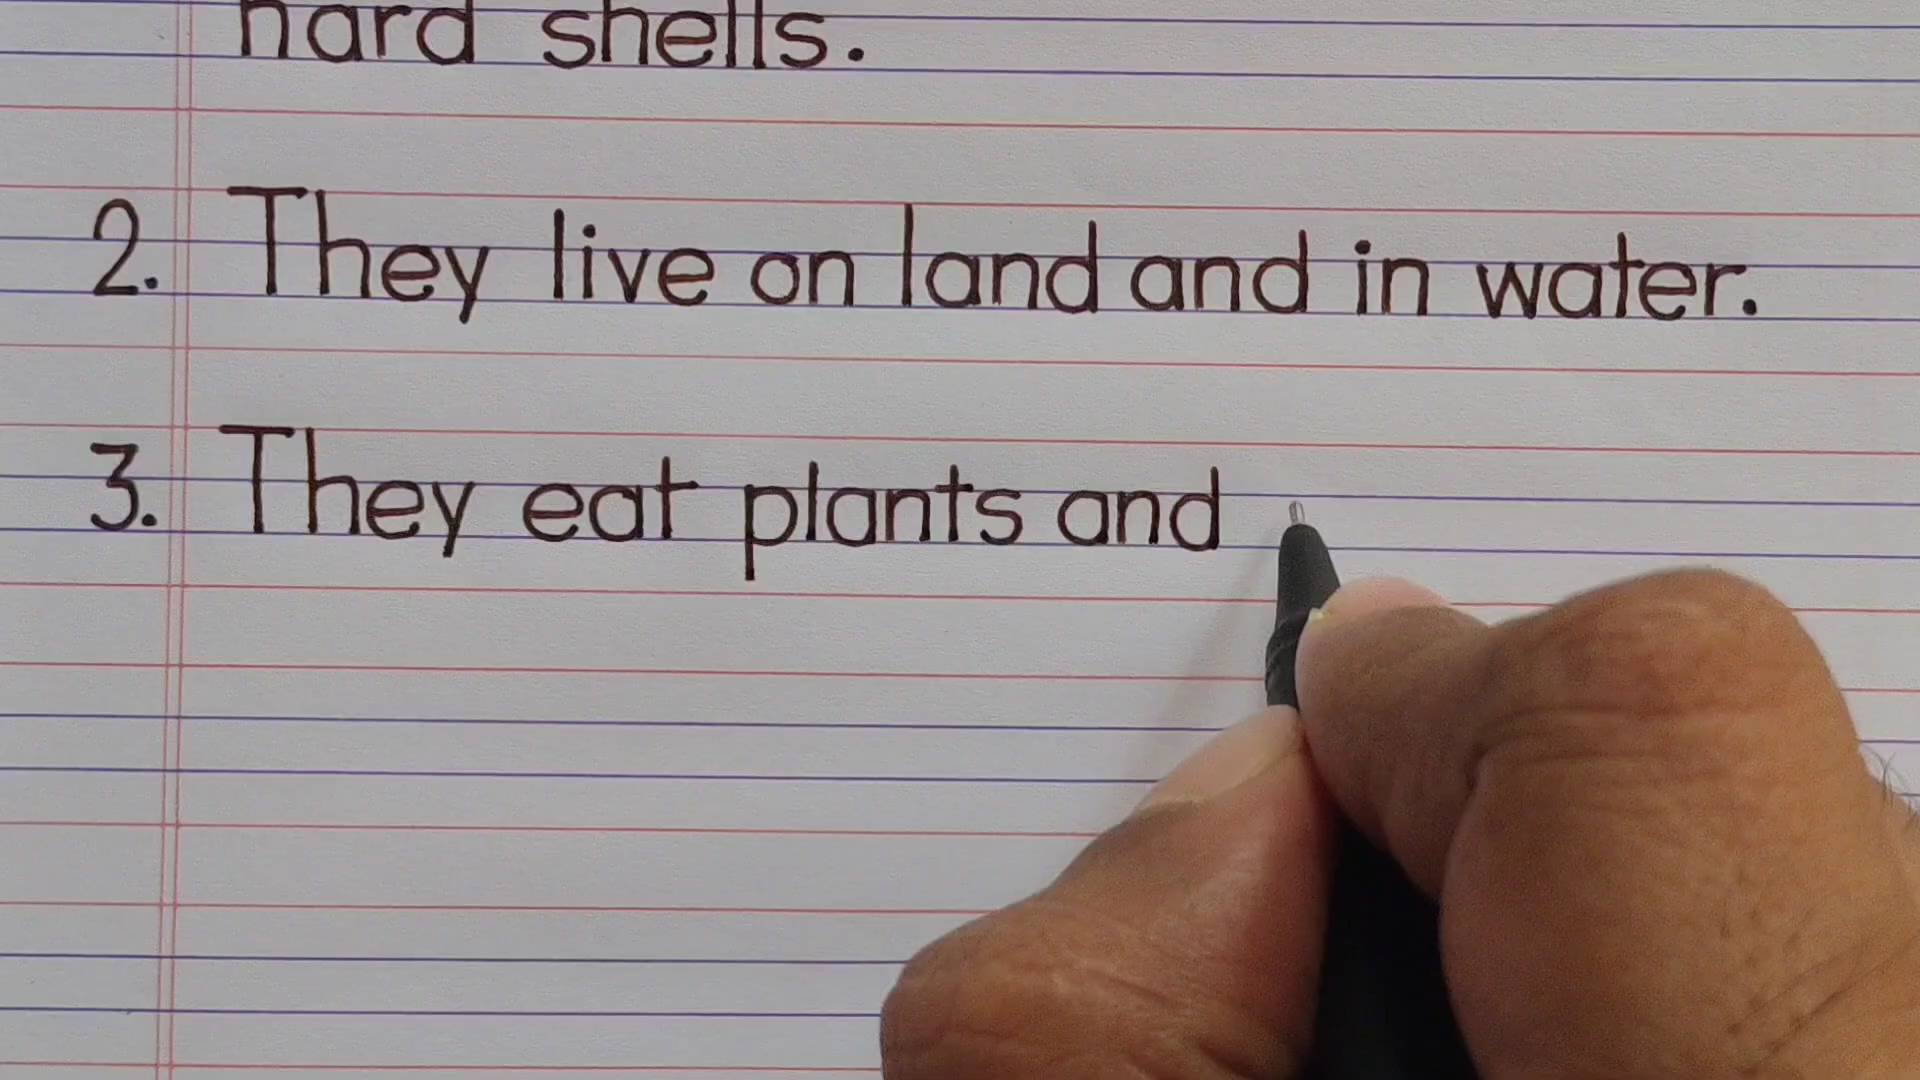 hard shells.
2. They live on land and in water.
3. They eat plants and